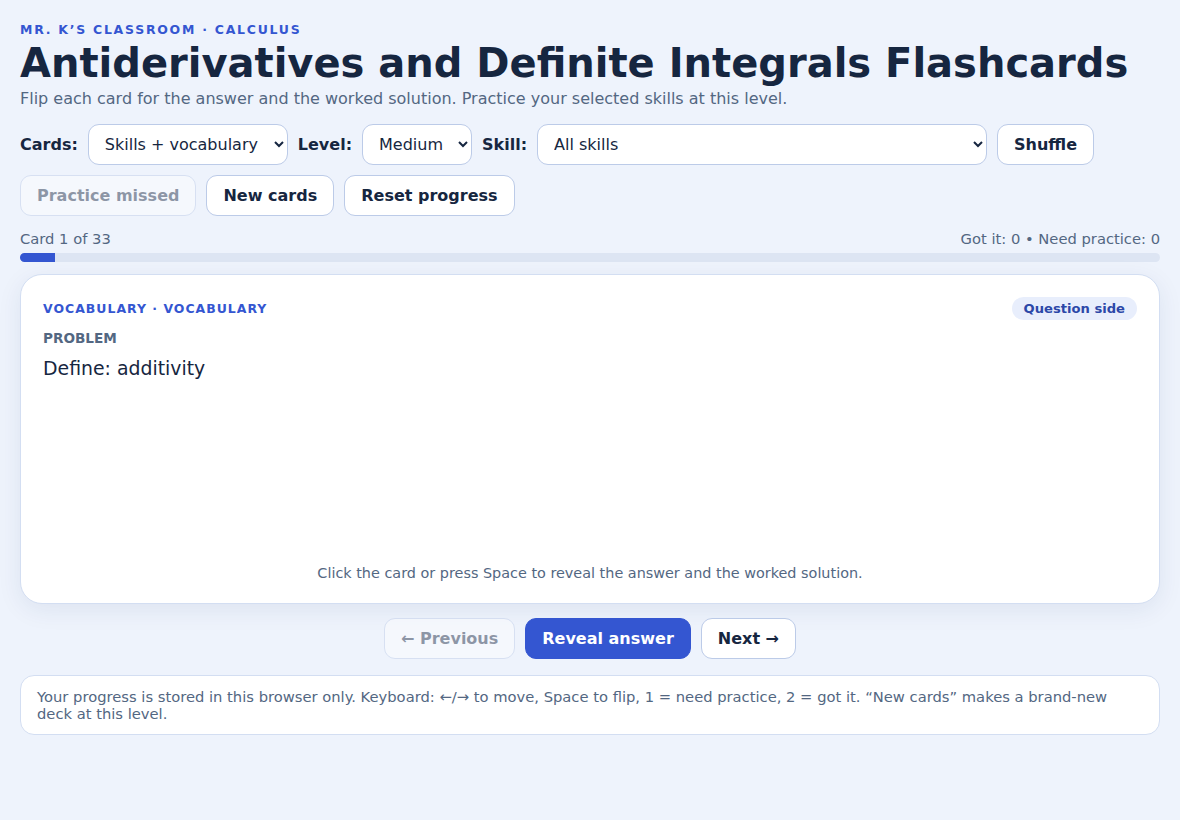 MR. K'S CLASSROOM · CALCULUS
Antiderivatives and Definite Integrals Flashcards
Flip each card for the answer and the worked solution. Practice your selected skills at this level.
Cards: Skills + vocabulary Level: Medium Skill: All skills Shuffle
Practice missed New cards Reset progress
Card 1 of 33 Got it: 0 • Need practice: 0
VOCABULARY · VOCABULARY Question side
PROBLEM
Define: additivity
Click the card or press Space to reveal the answer and the worked solution.
← Previous Reveal answer Next →
Your progress is stored in this browser only. Keyboard: ←/→ to move, Space to flip, 1 = need practice, 2 = got it. “New cards” makes a brand-new
deck at this level.